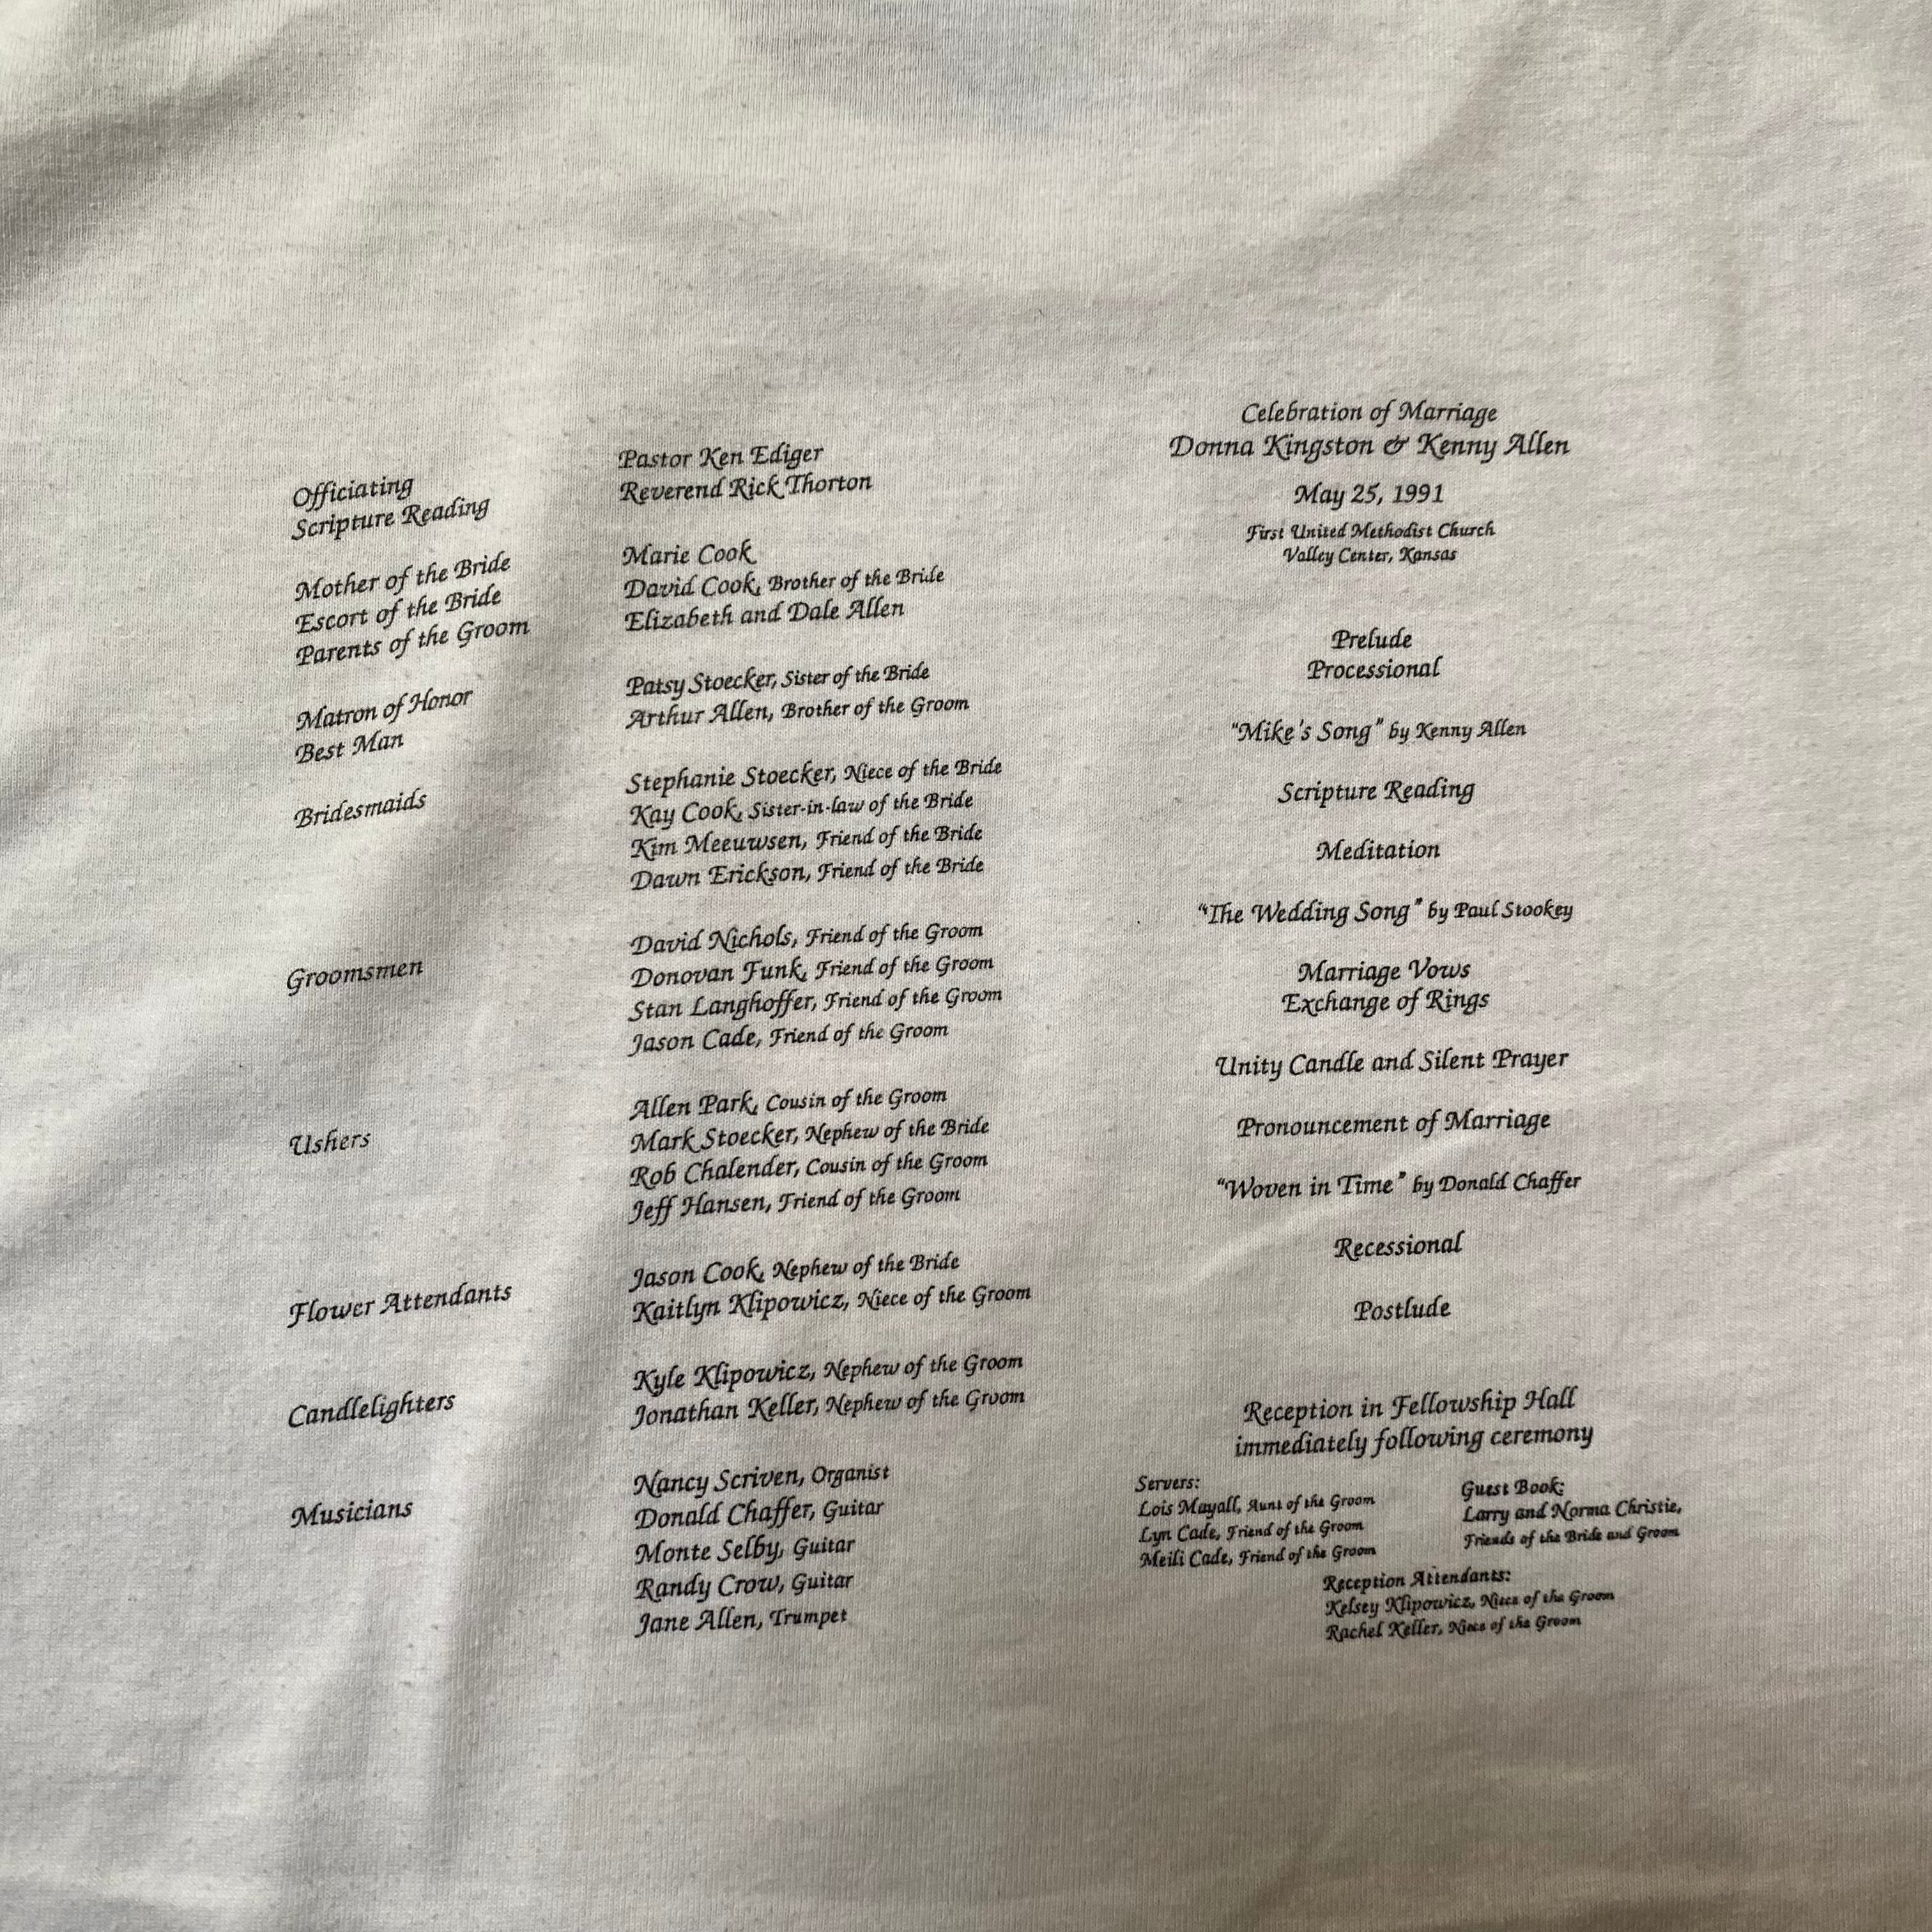 Officiating
Scripture Reading
Mother of the Bride
Escort of the Bride
Parents of the Groom
Matron of Honor
Best Man
Bridesmaids
Groomsmen
Ushers
Flower Attendants
Candlelighters
Musicians
Pastor Ken Ediger
Reverend Rick Thorton
Marie Cook
David Cook, Brother of the Bride
Elizabeth and Dale Allen
Patsy Stoecker, Sister of the Bride
Arthur Allen, Brother of the Groom
Stephanie Stoecker, Niece of the Bride
Kay Cook, Sister-in-law of the Bride
Kim Meeuwsen, Friend of the Bride
Dawn Erickson, Friend of the Bride
David Nichols, Friend of the Groom
Donovan Funk, Friend of the Groom
Stan Langhoffer, Friend of the Groom
Jason Cade, Friend of the Groom
Allen Park, Cousin of the Groom
Mark Stoecker, Nephew of the Bride
Rob Chalender, Cousin of the Groom
Jeff Hansen, Friend of the Groom
Jason Cook, Nephew of the Bride
Kaitlyn Klipowicz, Niece of the Groom
Kyle Klipowicz, Nephew of the Groom
Jonathan Keller, Nephew of the Groom
Nancy Scriven, Organist
Donald Chaffer, Guitar
Monte Selby, Guitar
Randy Crow, Guitar
Jane Allen, Trumpet
Celebration of Marriage
Donna Kingston & Kenny Allen
May 25, 1991
First United Methodist Church
Valley Center, Kansas
Prelude
Processional
"Mike's Song" by Kenny Allen
Scripture Reading
Meditation
"The Wedding Song" by Paul Stookey
Marriage Vows
Exchange of Rings
Unity Candle and Silent Prayer
Pronouncement of Marriage
"Woven in Time" by Donald Chaffer
Recessional
Postlude
Reception in Fellowship Hall
immediately following ceremony
Servers:
Lois Mayall, Aunt of the Groom
Lyn Cade, Friend of the Groom
Meili Cade, Friend of the Groom
Guest Book:
Larry and Norma Christie,
Friends of the Bride and Groom
Reception Attendants:
Kelsey Klipowicz, Niece of the Groom
Rachel Keller, Niece of the Groom